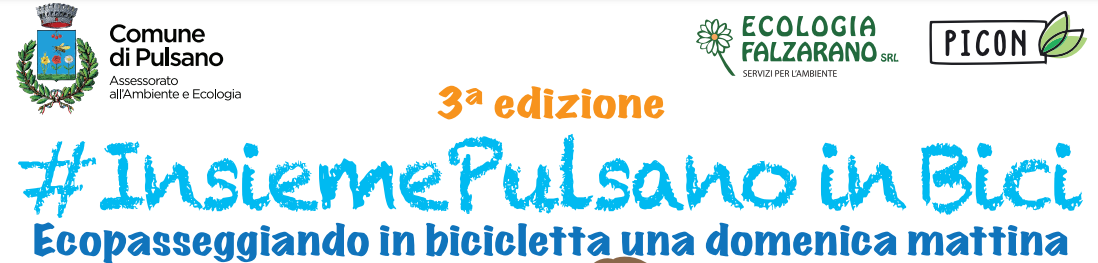 Comune
di Pulsano
Assessorato
all'Ambiente e Ecologia
ECOLOGIA
FALZARANO SRL
SERVIZI PER L'AMBIENTE
PICON
3ª edizione
#InsiemePulsano in Bici
Ecopasseggiando in bicicletta una domenica mattina